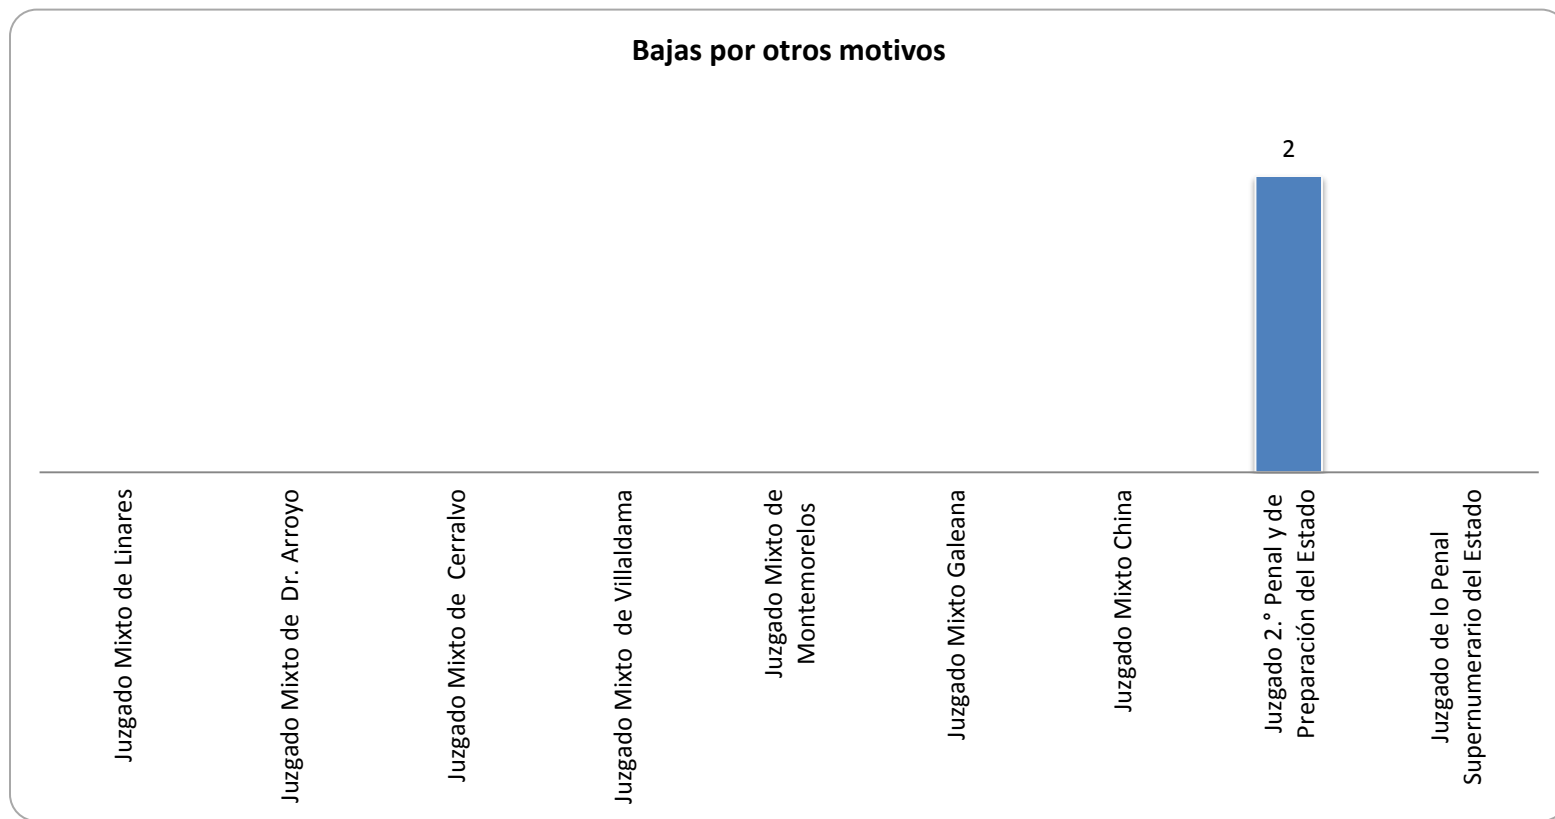 Bajas por otros motivos
2
Juzgado Mixto de Linares
Juzgado Mixto de  Dr. Arroyo
Juzgado Mixto de  Cerralvo
Juzgado Mixto  de Villaldama
Juzgado Mixto de
Montemorelos
Juzgado Mixto Galeana
Juzgado Mixto China
Juzgado 2.° Penal y de
Preparación del Estado
Juzgado de lo Penal
Supernumerario del Estado